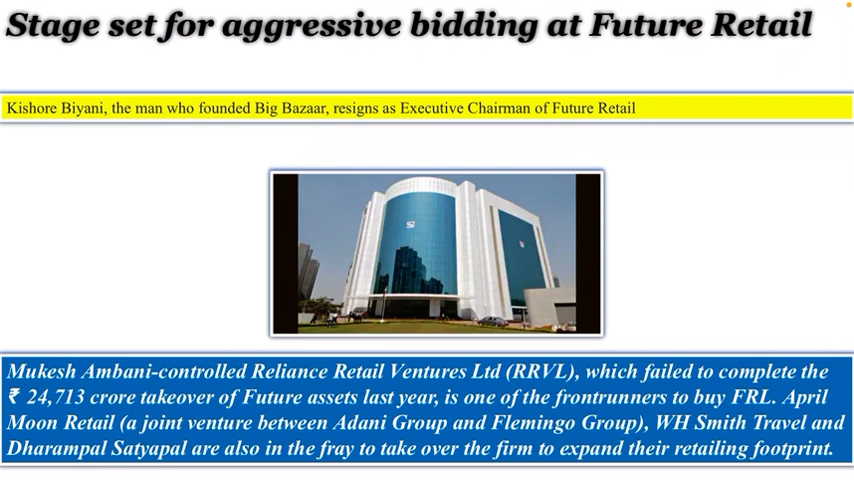 Stage set for aggressive bidding at Future Retail
Kishore Biyani, the man who founded Big Bazaar, resigns as Executive Chairman of Future Retail
Mukesh Ambani-controlled Reliance Retail Ventures Ltd (RRVL), which failed to complete the
₹ 24,713 crore takeover of Future assets last year, is one of the frontrunners to buy FRL. April
Moon Retail (a joint venture between Adani Group and Flemingo Group), WH Smith Travel and
Dharampal Satyapal are also in the fray to take over the firm to expand their retailing footprint.